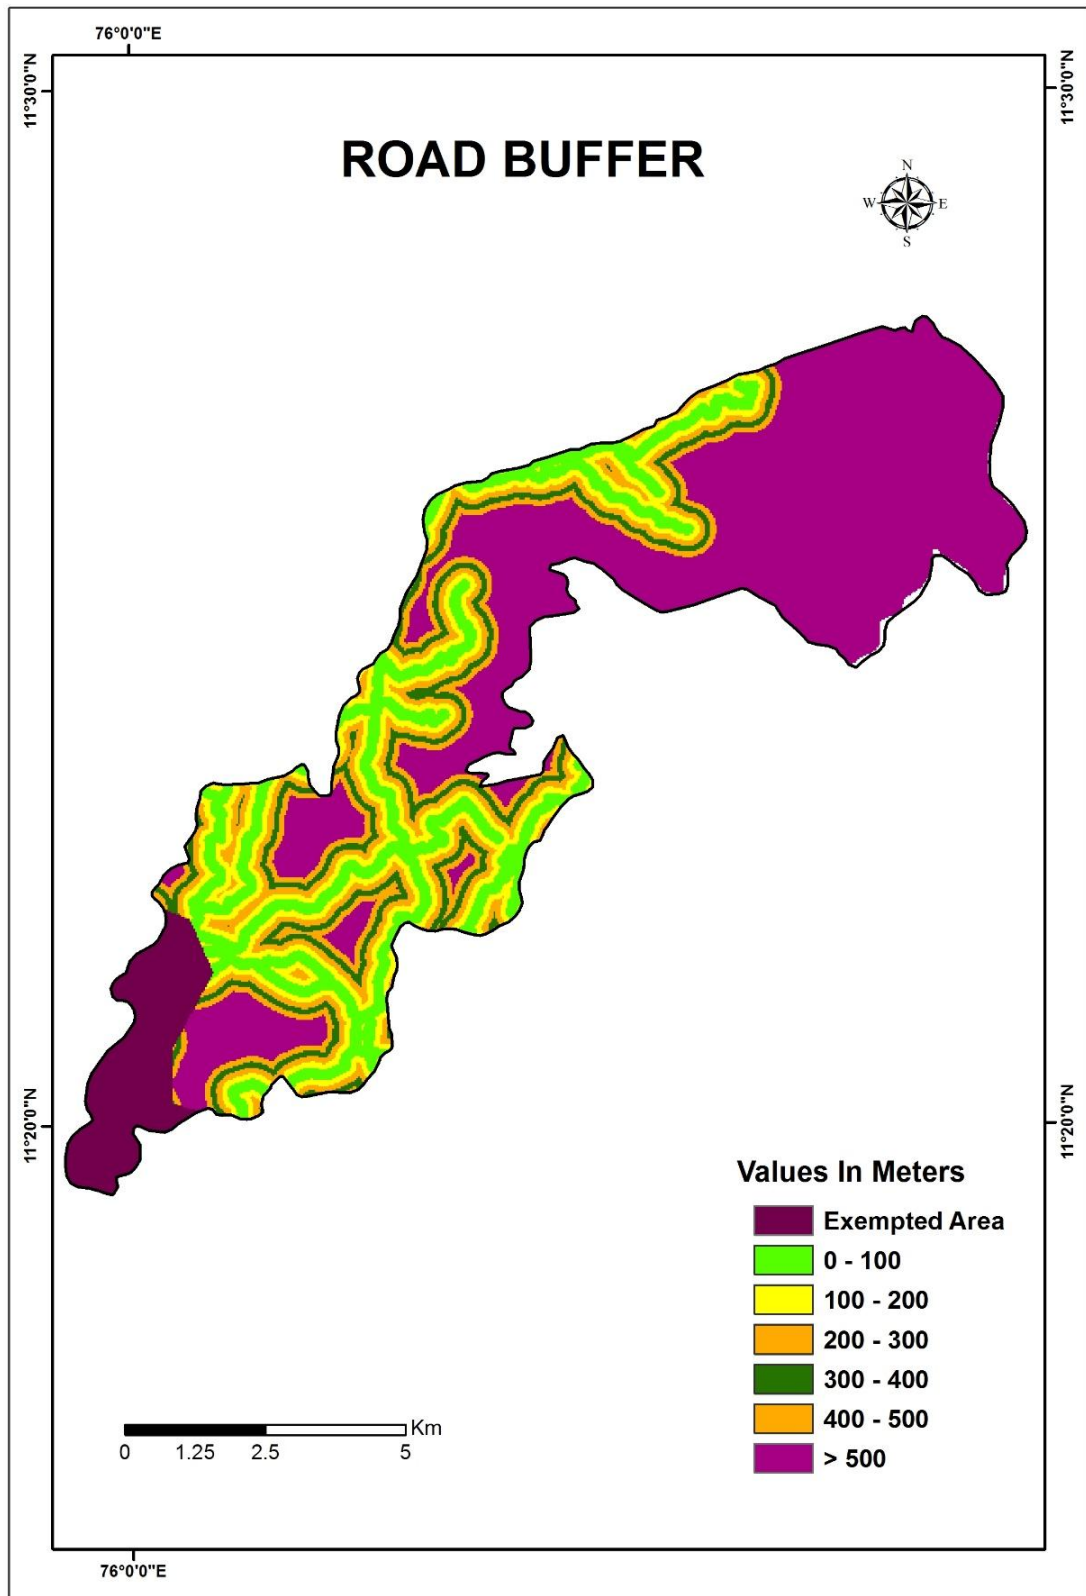 76°0'0"E
11°30'0"N
11°30'0"N
ROAD BUFFER
N
W
E
S
11°20'0"N
11°20'0"N
Values In Meters
Exempted Area
0 - 100
100 - 200
200 - 300
300 - 400
400 - 500
> 500
Km
0 1.25 2.5 5
76°0'0"E